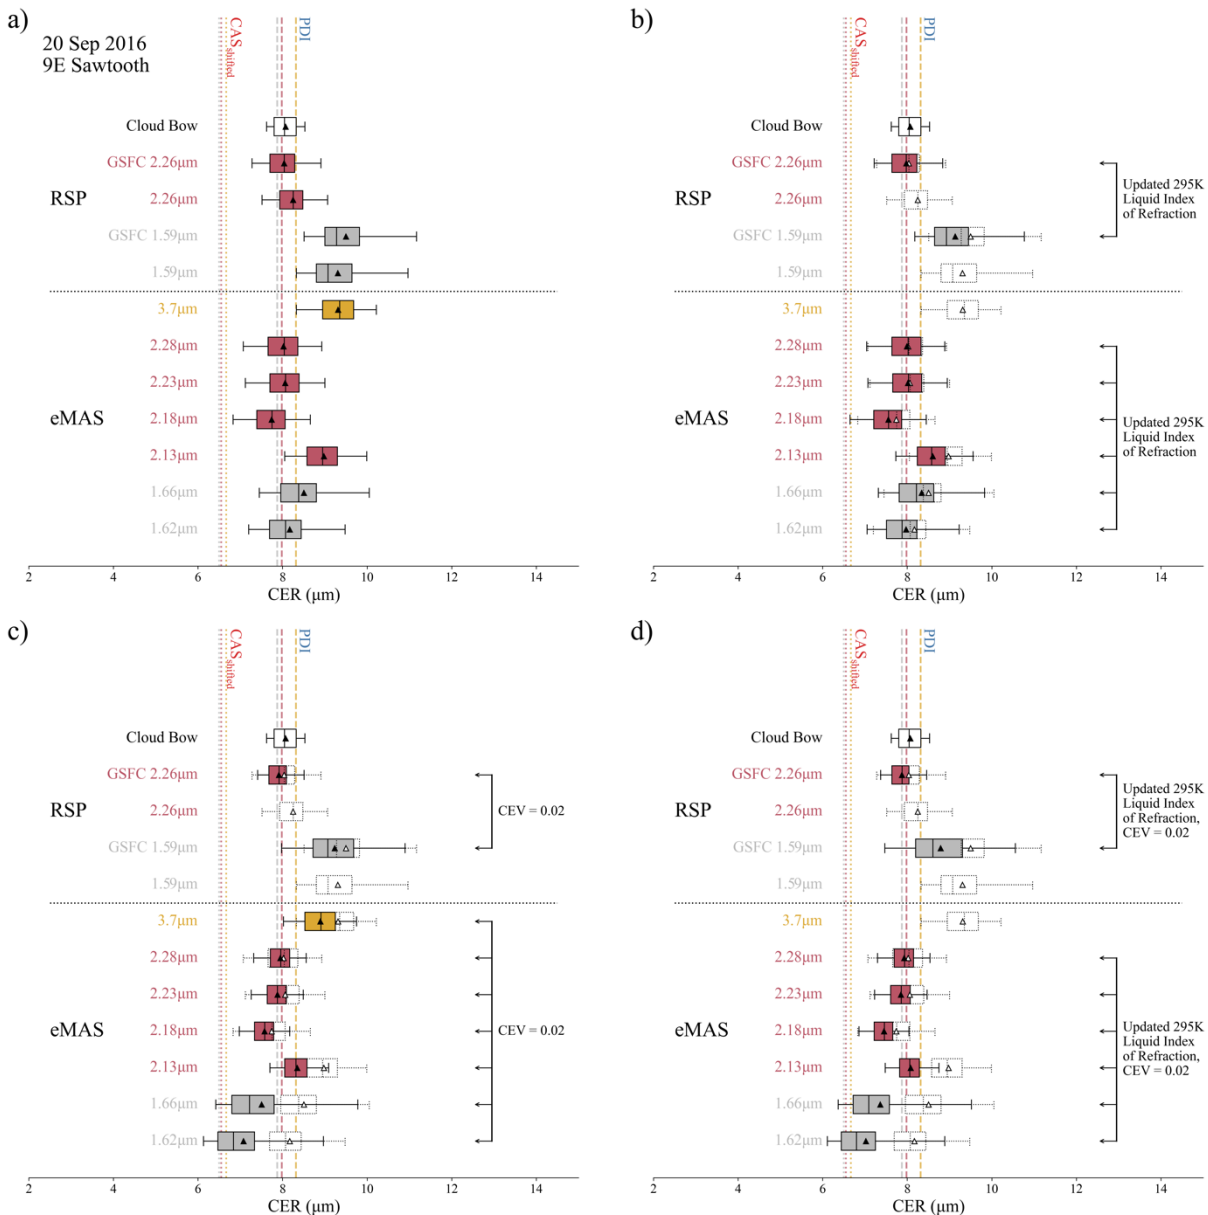 a)
20 Sep 2016
9E Sawtooth
CAS shifted
PDI
Cloud Bow
GSFC 2.26μm
RSP
2.26μm
GSFC 1.59μm
1.59μm
3.7μm
2.28μm
2.23μm
eMAS
2.18μm
2.13μm
1.66μm
1.62μm
2 4 6 8 10 12 14
CER (μm)
b)
CAS shifted
PDI
Cloud Bow
GSFC 2.26μm
RSP
2.26μm
GSFC 1.59μm
1.59μm
Updated 295K
Liquid Index
of Refraction
3.7μm
2.28μm
2.23μm
eMAS
2.18μm
2.13μm
1.66μm
1.62μm
Updated 295K
Liquid Index
of Refraction
2 4 6 8 10 12 14
CER (μm)
c)
CAS shifted
PDI
Cloud Bow
GSFC 2.26μm
RSP
2.26μm
GSFC 1.59μm
1.59μm
CEV = 0.02
3.7μm
2.28μm
2.23μm
eMAS
2.18μm
2.13μm
1.66μm
1.62μm
CEV = 0.02
2 4 6 8 10 12 14
CER (μm)
d)
CAS shifted
PDI
Cloud Bow
GSFC 2.26μm
RSP
2.26μm
GSFC 1.59μm
1.59μm
Updated 295K
Liquid Index
of Refraction,
CEV = 0.02
3.7μm
2.28μm
2.23μm
eMAS
2.18μm
2.13μm
1.66μm
1.62μm
Updated 295K
Liquid Index
of Refraction,
CEV = 0.02
2 4 6 8 10 12 14
CER (μm)